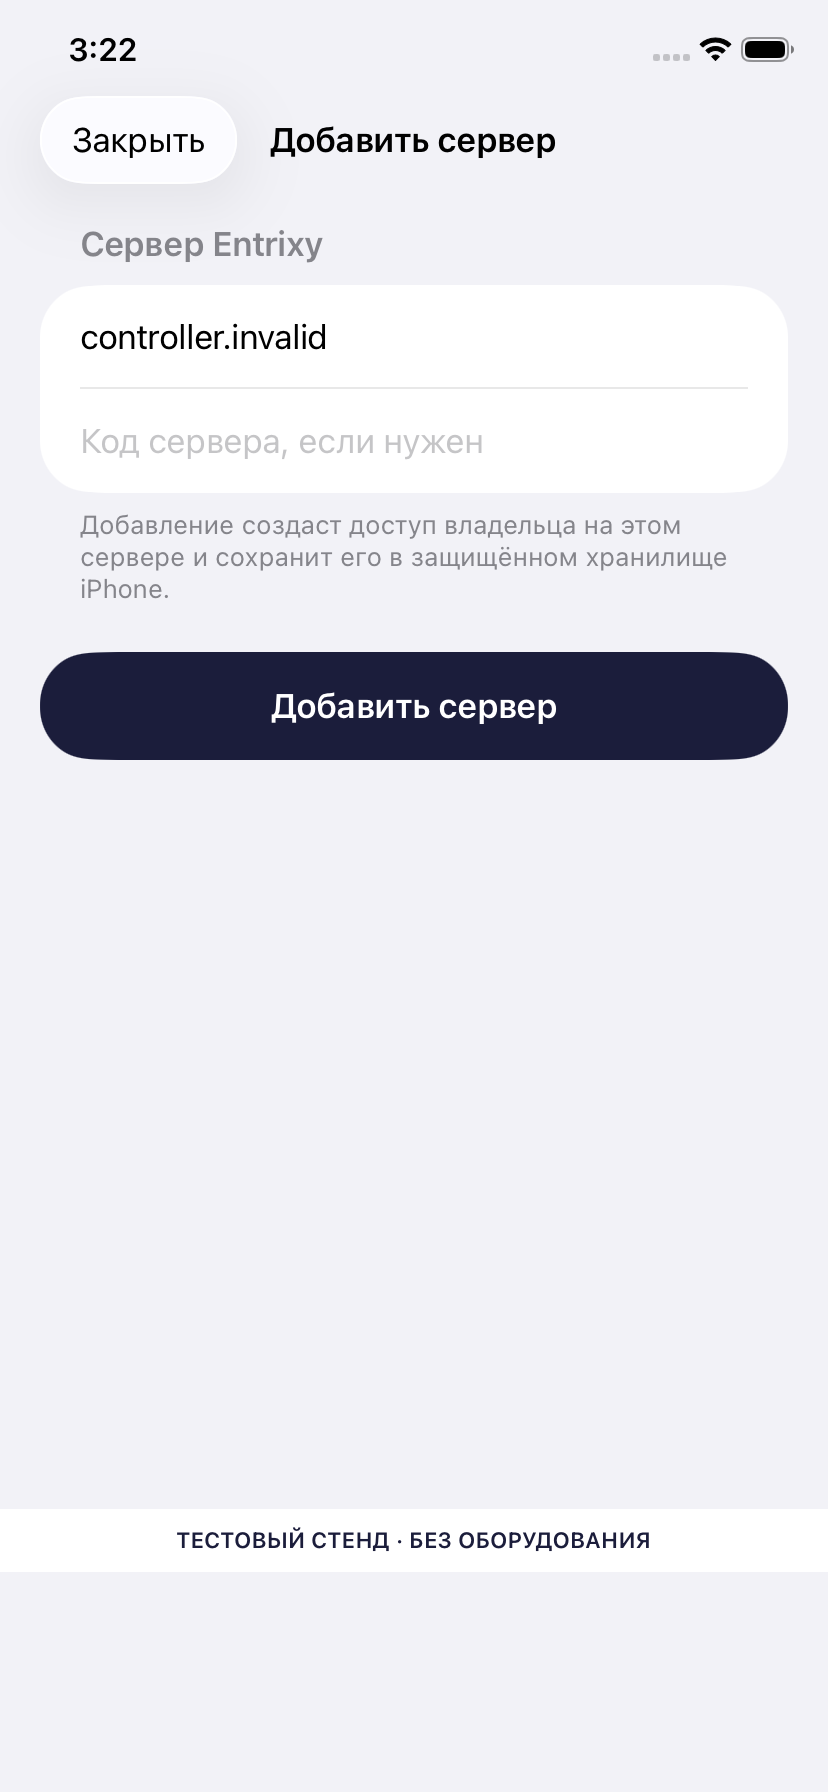 3:22
Закрыть
Добавить сервер
Сервер Entrixy
controller.invalid
Код сервера, если нужен
Добавление создаст доступ владельца на этом
сервере и сохранит его в защищённом хранилище
iPhone.
Добавить сервер
ТЕСТОВЫЙ СТЕНД · БЕЗ ОБОРУДОВАНИЯ